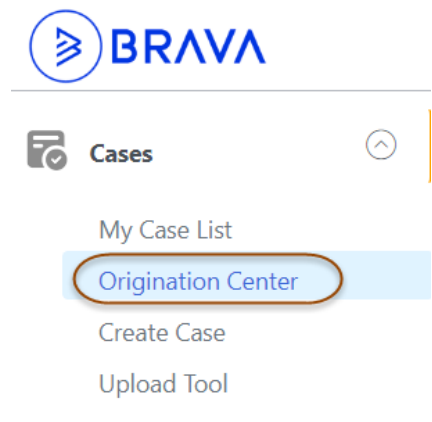 BRAVA
Cases
My Case List
Origination Center
Create Case
Upload Tool